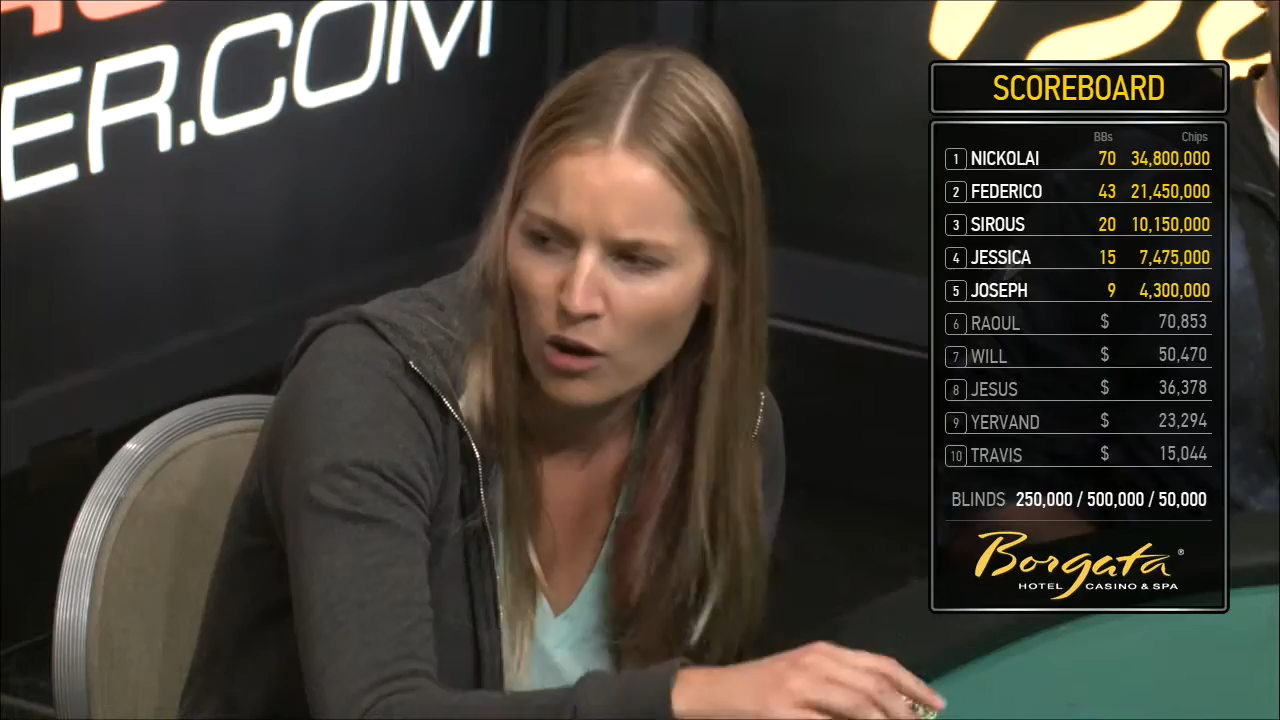 ER.COM
SCOREBOARD
BBs Chips
1 NICKOLAI 70 34,800,000
2 FEDERICO 43 21,450,000
3 SIROUS 20 10,150,000
4 JESSICA 15 7,475,000
5 JOSEPH 9 4,300,000
6 RAOUL $ 70,853
7 WILL $ 50,470
8 JESUS $ 36,378
9 YERVAND $ 23,294
10 TRAVIS $ 15,044
BLINDS 250,000 / 500,000 / 50,000
Borgata®
HOTEL CASINO & SPA